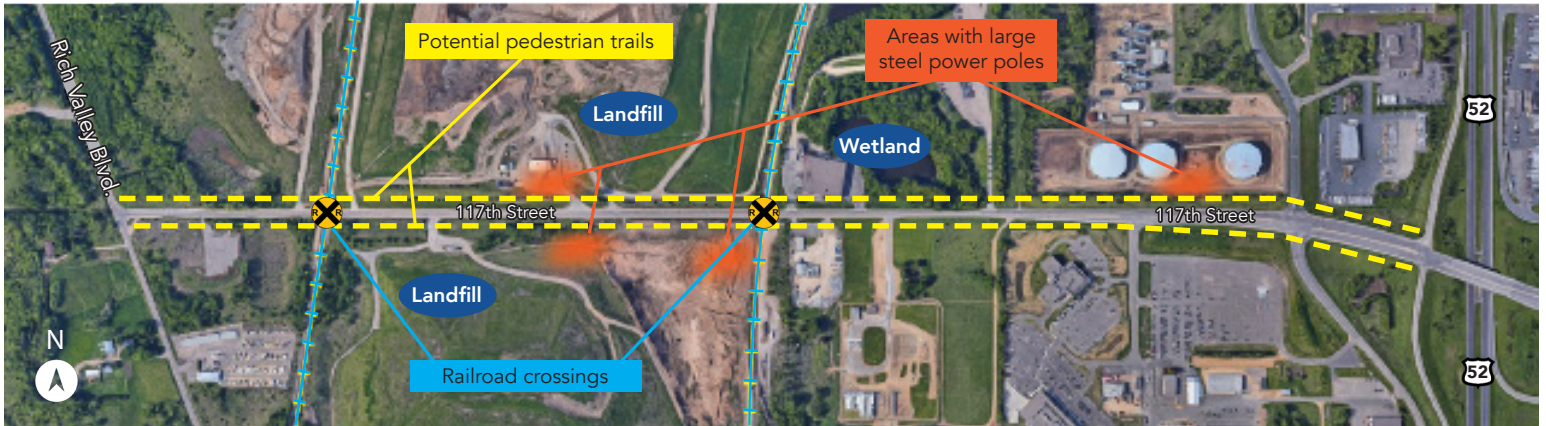 Rich Valley Blvd.
Potential pedestrian trails
Areas with large
steel power poles
Landfill
Wetland
52
R R
117th Street
R R
117th Street
Landfill
N
Railroad crossings
52